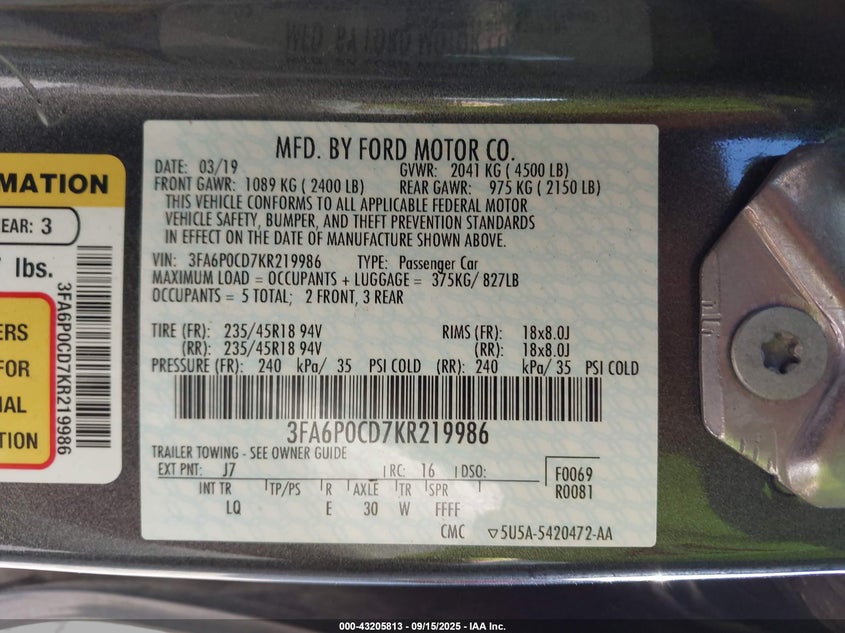 MFD. BY FORD MOTOR CO.
DATE: 03/19 GVWR: 2041 KG ( 4500 LB)
FRONT GAWR: 1089 KG ( 2400 LB) REAR GAWR: 975 KG ( 2150 LB)
THIS VEHICLE CONFORMS TO ALL APPLICABLE FEDERAL MOTOR
VEHICLE SAFETY, BUMPER, AND THEFT PREVENTION STANDARDS
IN EFFECT ON THE DATE OF MANUFACTURE SHOWN ABOVE.
VIN: 3FA6P0CD7KR219986 TYPE: Passenger Car
MAXIMUM LOAD = OCCUPANTS + LUGGAGE = 375KG/ 827LB
OCCUPANTS = 5 TOTAL; 2 FRONT, 3 REAR
TIRE (FR): 235/45R18 94V RIMS (FR): 18x8.0J
(RR): 235/45R18 94V (RR): 18x8.0J
PRESSURE (FR): 240 kPa/ 35 PSI COLD (RR): 240 kPa/ 35 PSI COLD
3FA6P0CD7KR219986
TRAILER TOWING - SEE OWNER GUIDE
EXT PNT: J7 RC: 16 DSO:
F0069
R0081
INT TR TP/PS R AXLE TR SPR
LQ E 30 W FFFF
CMC ▽5U5A-5420472-AA
MATION
EAR: 3
lbs.
3FA6P0CD7KR219986
ERS
FOR
NAL
TION
000-43205813 - 09/15/2025 - IAA Inc.